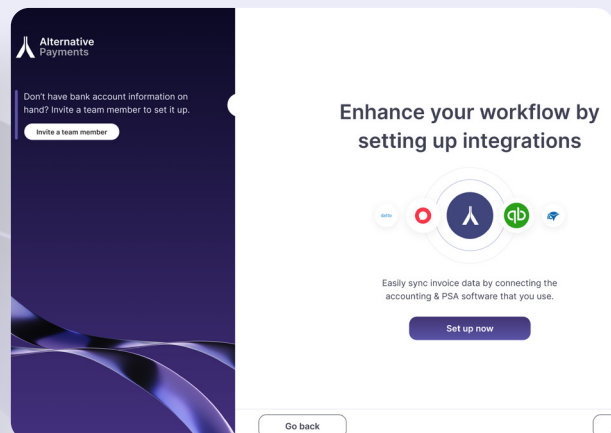 Alternative
Payments
Don't have bank account information on
hand? Invite a team member to set it up.
Invite a team member
Enhance your workflow by
setting up integrations
datto
qb
Easily sync invoice data by connecting the
accounting & PSA software that you use.
Set up now
Go back